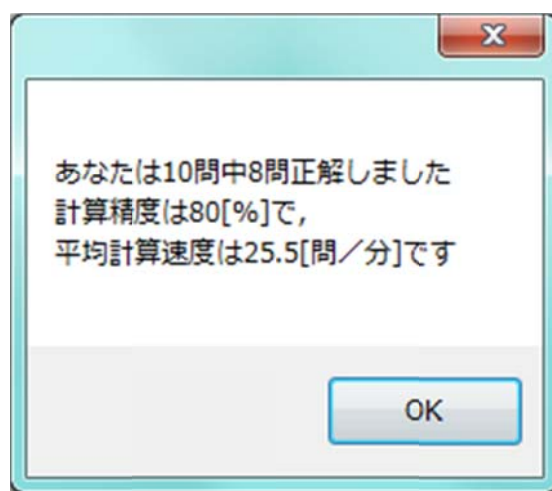 あなたは10問中8問正解しました
計算精度は80[%]で,
平均計算速度は25.5[問／分]です
OK